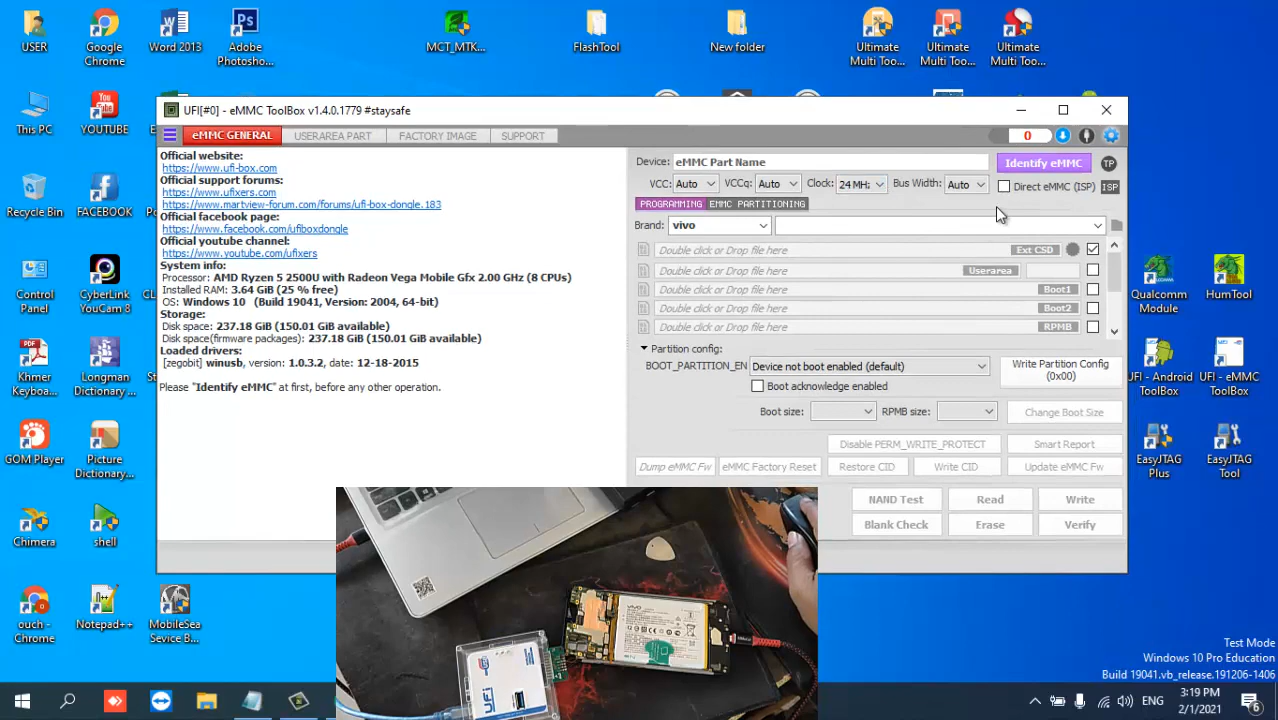 USER
Google Chrome
Word 2013
Adobe Photosho...
MCT_MTK...
FlashTool
New folder
Ultimate Multi Too...
Ultimate Multi Too...
Ultimate Multi Too...
This PC
YOUTUBE
Recycle Bin
FACEBOOK
Control Panel
CyberLink YouCam 8
Khmer Keyboa...
Longman Dictionary ...
GOM Player
Picture Dictionary...
Chimera
shell
ouch - Chrome
Notepad++
MobileSea Sevice B...
Qualcomm Module
HumTool
UFI - Android ToolBox
UFI - eMMC ToolBox
EasyJTAG Plus
EasyJTAG Tool
UFI[#0] - eMMC ToolBox v1.4.0.1779 #staysafe
eMMC GENERAL
USERAREA PART
FACTORY IMAGE
SUPPORT
0
Official website:
https://www.ufi-box.com
Official support forums:
https://www.ufixers.com
https://www.martview-forum.com/forums/ufi-box-dongle.183
Official facebook page:
https://www.facebook.com/ufiboxdongle
Official youtube channel:
https://www.youtube.com/ufixers
System info:
Processor: AMD Ryzen 5 2500U with Radeon Vega Mobile Gfx 2.00 GHz (8 CPUs)
Installed RAM: 3.64 GiB (25 % free)
OS: Windows 10 (Build 19041, Version: 2004, 64-bit)
Storage:
Disk space: 237.18 GiB (150.01 GiB available)
Disk space(firmware packages): 237.18 GiB (150.01 GiB available)
Loaded drivers:
[zegobit] winusb, version: 1.0.3.2, date: 12-18-2015
Please "Identify eMMC" at first, before any other operation.
Device: eMMC Part Name
Identify eMMC
TP
VCC: Auto VCCq: Auto Clock: 24 MHz Bus Width: Auto
Direct eMMC (ISP)
ISP
PROGRAMMING
EMMC PARTITIONING
Brand: vivo
Double click or Drop file here Ext CSD
Double click or Drop file here Userarea
Double click or Drop file here Boot1
Double click or Drop file here Boot2
Double click or Drop file here RPMB
Partition config:
BOOT_PARTITION_EN Device not boot enabled (default)
Write Partition Config (0x00)
Boot acknowledge enabled
Boot size: RPMB size:
Change Boot Size
Disable PERM_WRITE_PROTECT
Smart Report
Dump eMMC Fw
eMMC Factory Reset
Restore CID
Write CID
Update eMMC Fw
NAND Test
Read
Write
Blank Check
Erase
Verify
vivo
UFi
Test Mode
Windows 10 Pro Education
Build 19041.vb_release.191206-1406
ENG
3:19 PM
2/1/2021
6